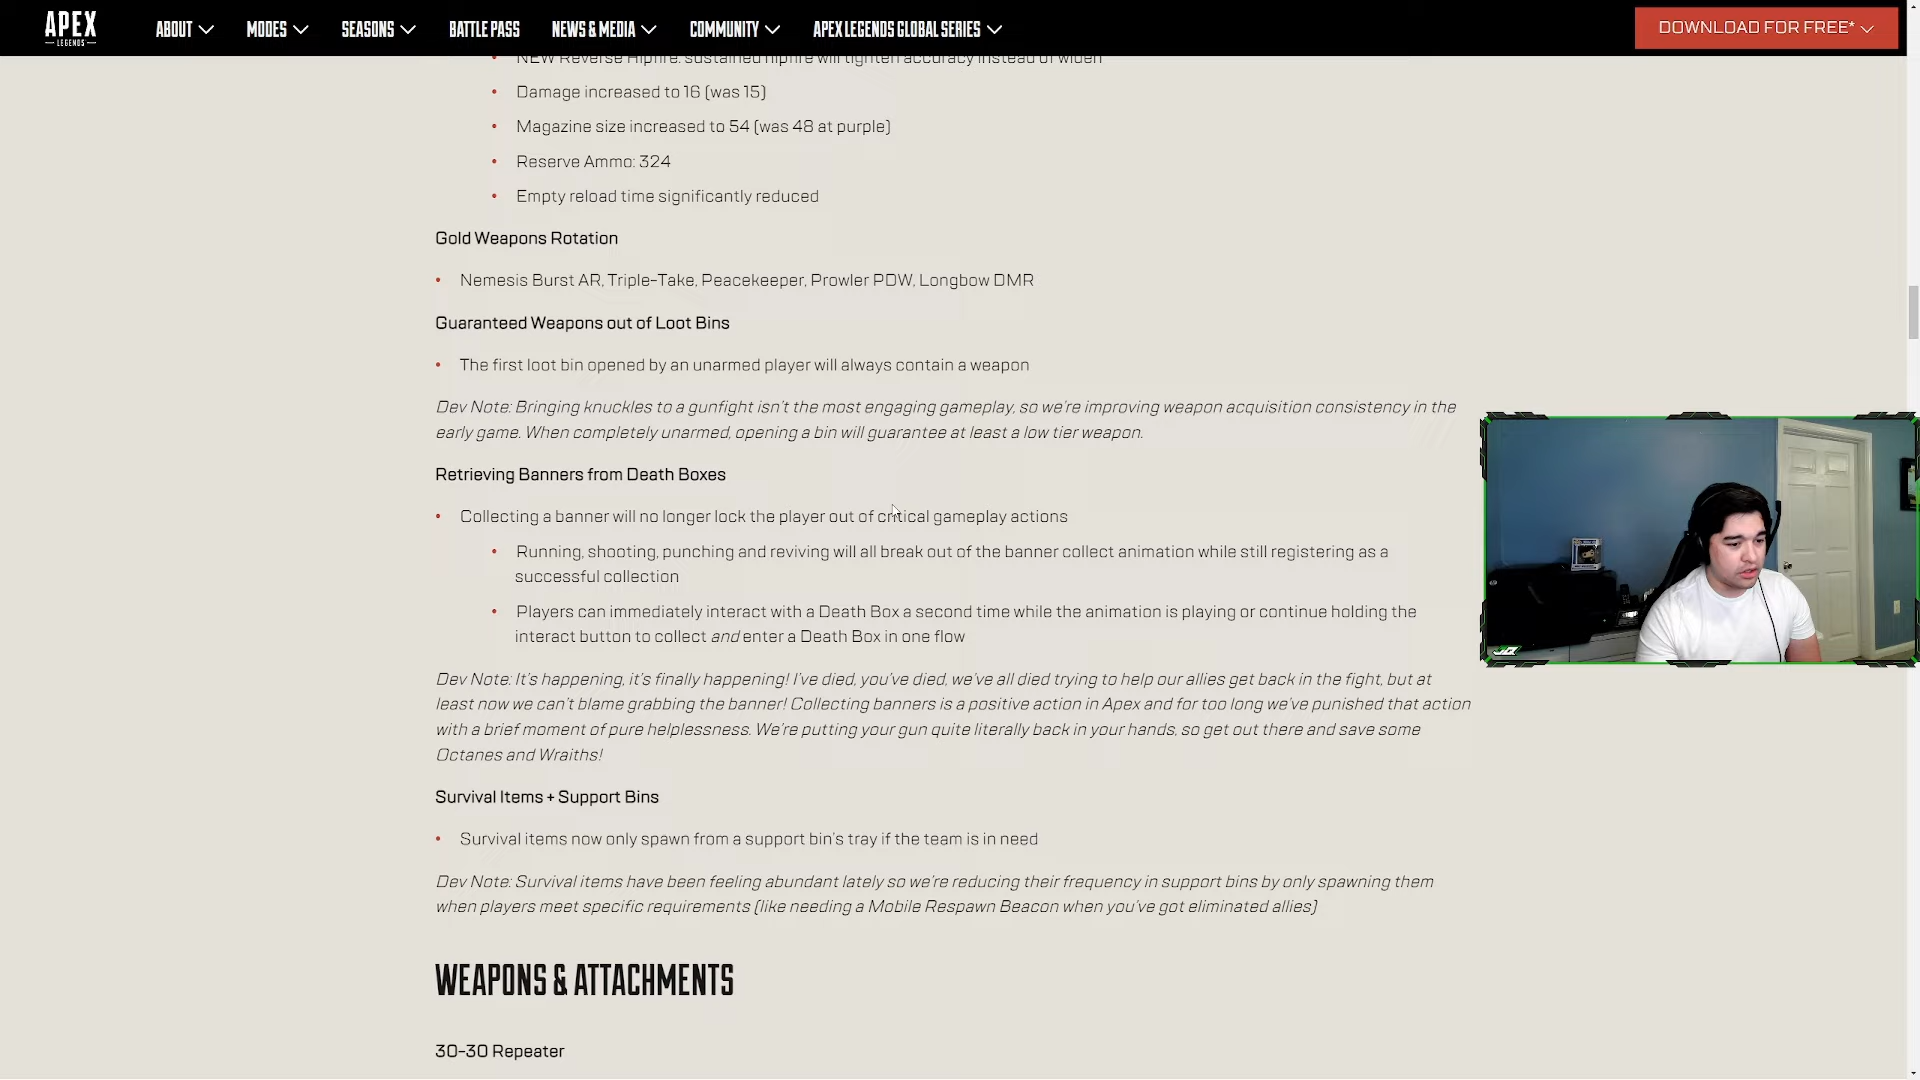 APEX
LEGENDS
ABOUT
MODES
SEASONS
BATTLE PASS
NEWS & MEDIA
COMMUNITY
APEX LEGENDS GLOBAL SERIES
DOWNLOAD FOR FREE*
NEW Reverse Hipfire: sustained hipfire will tighten accuracy instead of widen
• Damage increased to 16 (was 15)
• Magazine size increased to 54 (was 48 at purple)
• Reserve Ammo: 324
• Empty reload time significantly reduced
Gold Weapons Rotation
• Nemesis Burst AR, Triple-Take, Peacekeeper, Prowler PDW, Longbow DMR
Guaranteed Weapons out of Loot Bins
• The first loot bin opened by an unarmed player will always contain a weapon
Dev Note: Bringing knuckles to a gunfight isn't the most engaging gameplay, so we're improving weapon acquisition consistency in the
early game. When completely unarmed, opening a bin will guarantee at least a low tier weapon.
Retrieving Banners from Death Boxes
• Collecting a banner will no longer lock the player out of critical gameplay actions
• Running, shooting, punching and reviving will all break out of the banner collect animation while still registering as a
successful collection
• Players can immediately interact with a Death Box a second time while the animation is playing or continue holding the
interact button to collect and enter a Death Box in one flow
Dev Note: It's happening, it's finally happening! I've died, you've died, we've all died trying to help our allies get back in the fight, but at
least now we can't blame grabbing the banner! Collecting banners is a positive action in Apex and for too long we've punished that action
with a brief moment of pure helplessness. We're putting your gun quite literally back in your hands, so get out there and save some
Octanes and Wraiths!
Survival Items + Support Bins
• Survival items now only spawn from a support bin's tray if the team is in need
Dev Note: Survival items have been feeling abundant lately so we're reducing their frequency in support bins by only spawning them
when players meet specific requirements (like needing a Mobile Respawn Beacon when you've got eliminated allies)
WEAPONS & ATTACHMENTS
30-30 Repeater